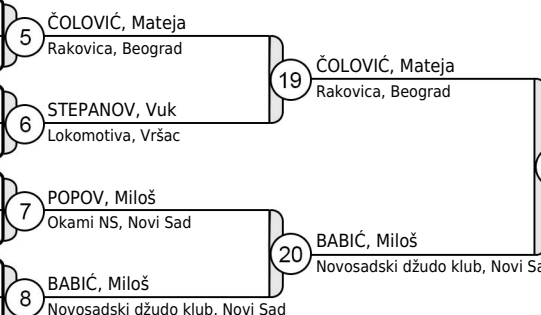 5
ČOLOVIĆ, Mateja
Rakovica, Beograd
19
ČOLOVIĆ, Mateja
Rakovica, Beograd
6
STEPANOV, Vuk
Lokomotiva, Vršac
7
POPOV, Miloš
Okami NS, Novi Sad
20
BABIĆ, Miloš
Novosadski džudo klub, Novi
8
BABIĆ, Miloš
Novosadski džudo klub, Novi Sad